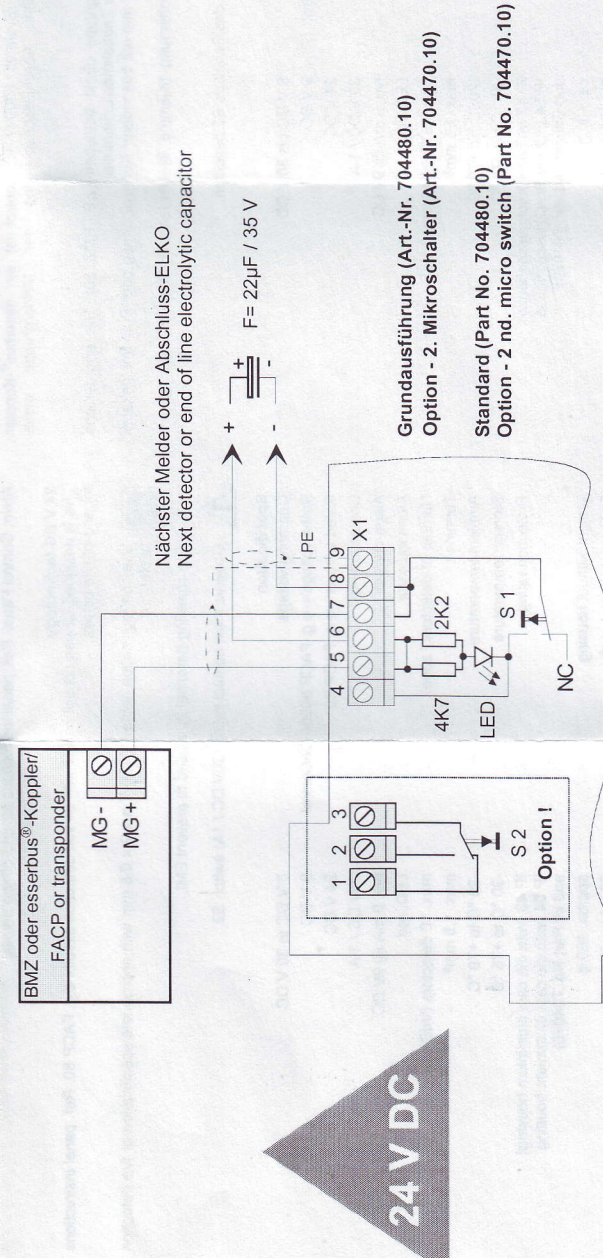 BMZ oder esserbus®-Koppler/
FACP or transponder
MG -
MG +
Nächster Melder oder Abschluss-ELKO
Next detector or end of line electrolytic capacitor
+
-
+
-
F= 22µF / 35 V
PE
4 5 6 7 8 9
X1
4K7
2K2
LED
S 1
NC
1 2 3
S 2
Option !
24 V DC
Grundausführung (Art.-Nr. 704480.10)
Option - 2. Mikroschalter (Art.-Nr. 704470.10)
Standard (Part No. 704480.10)
Option - 2 nd. micro switch (Part No. 704470.10)